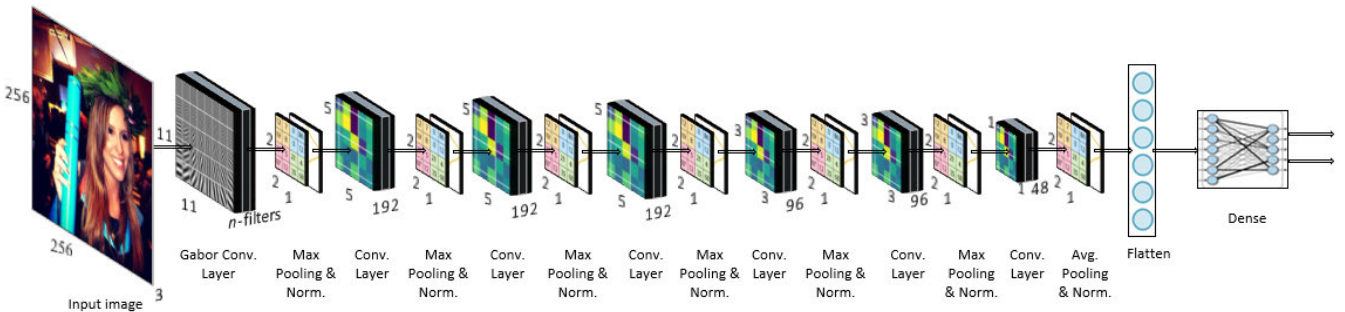 256
256
3
Input image
11
11
n-filters
Gabor Conv.
Layer
2
2
1
Max
Pooling &
Norm.
5
5
192
Conv.
Layer
2
2
1
Max
Pooling &
Norm.
5
5
192
Conv.
Layer
2
2
1
Max
Pooling &
Norm.
5
5
192
Conv.
Layer
2
2
1
Max
Pooling &
Norm.
3
3
96
Conv.
Layer
2
2
1
Max
Pooling &
Norm.
3
3
96
Conv.
Layer
2
2
1
Max
Pooling
& Norm.
1
1
48
Conv.
Layer
2
2
1
Avg.
Pooling
& Norm.
Flatten
Dense